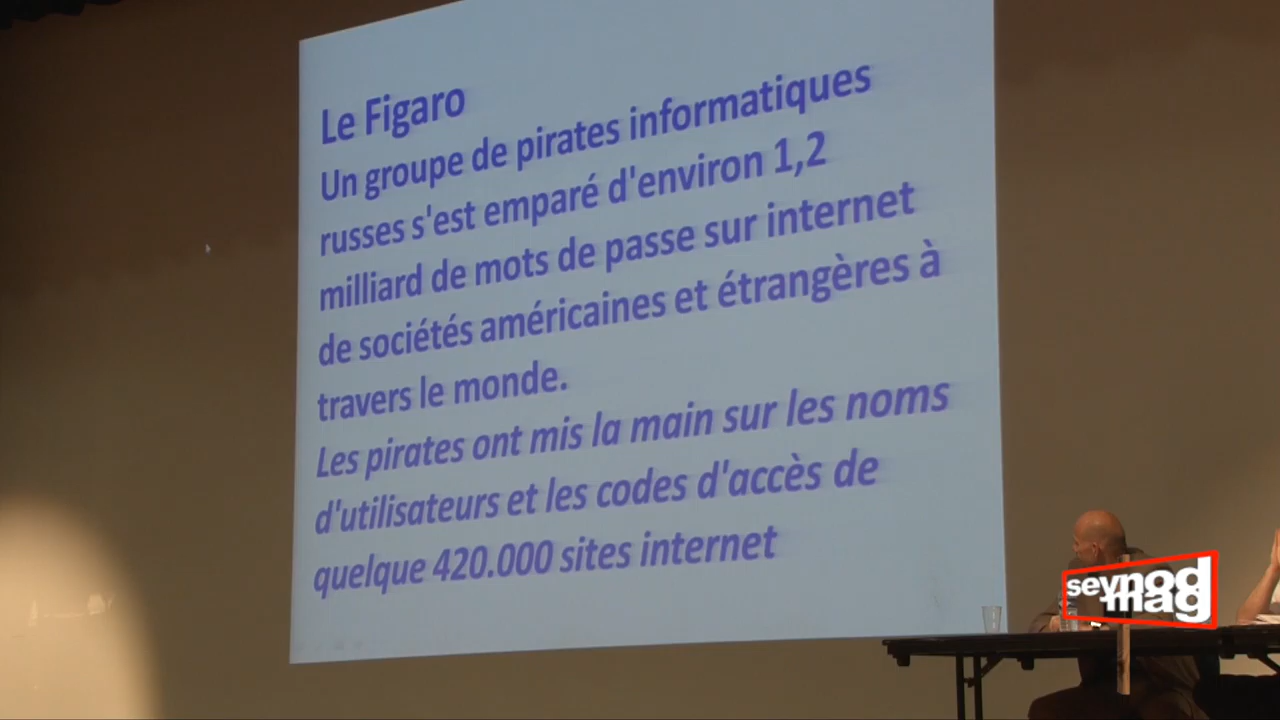 Le Figaro
Un groupe de pirates informatiques
russes s'est emparé d'environ 1,2
milliard de mots de passe sur internet
de sociétés américaines et étrangères à
travers le monde.
Les pirates ont mis la main sur les noms
d'utilisateurs et les codes d'accès de
quelque 420.000 sites internet
seynod
mag